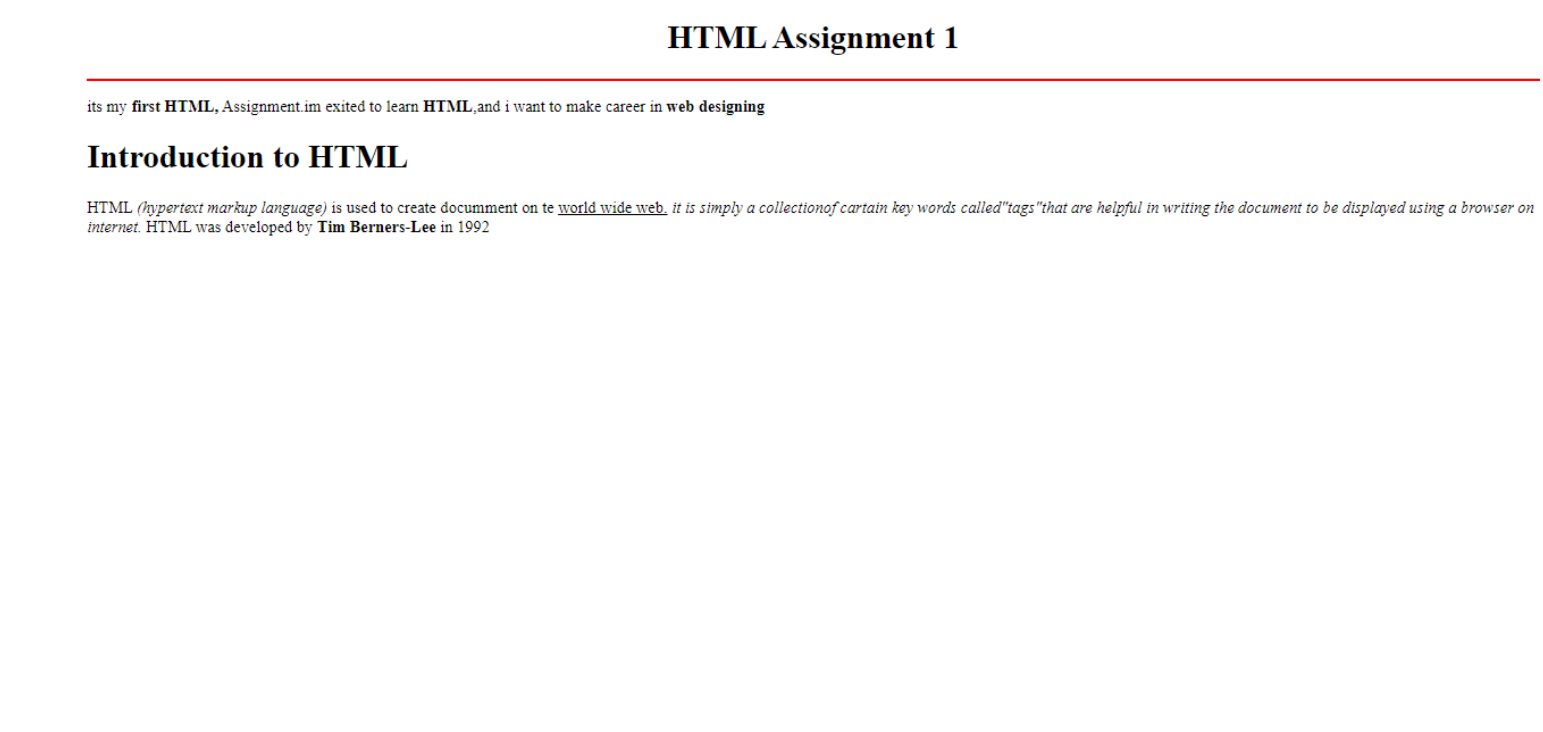 HTML Assignment 1
its my first HTML, Assignment.im exited to learn HTML,and i want to make career in web designing
Introduction to HTML
HTML (hypertext markup language) is used to create documment on te world wide web. it is simply a collectionof cartain key words called"tags"that are helpful in writing the document to be displayed using a browser on
internet. HTML was developed by Tim Berners-Lee in 1992